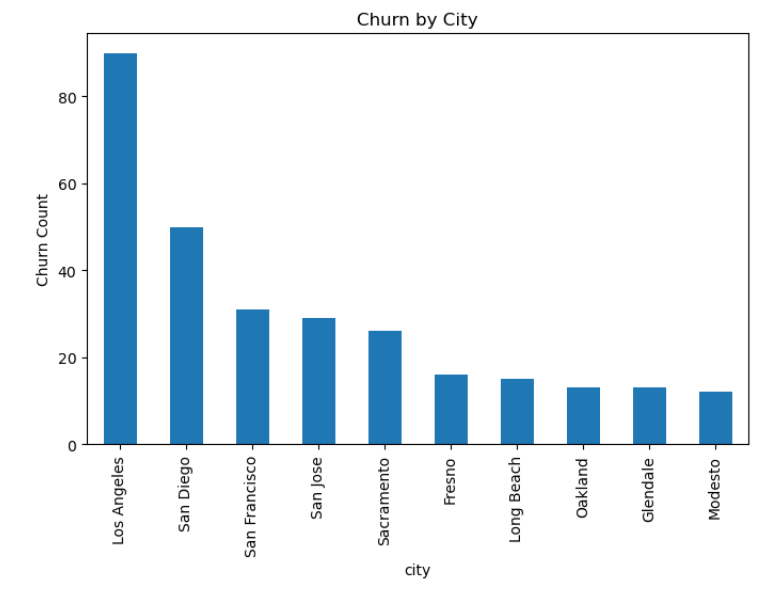 Churn by City
Churn Count
80
60
40
20
0
Los Angeles
San Diego
San Francisco
San Jose
Sacramento
Fresno
Long Beach
Oakland
Glendale
Modesto
city